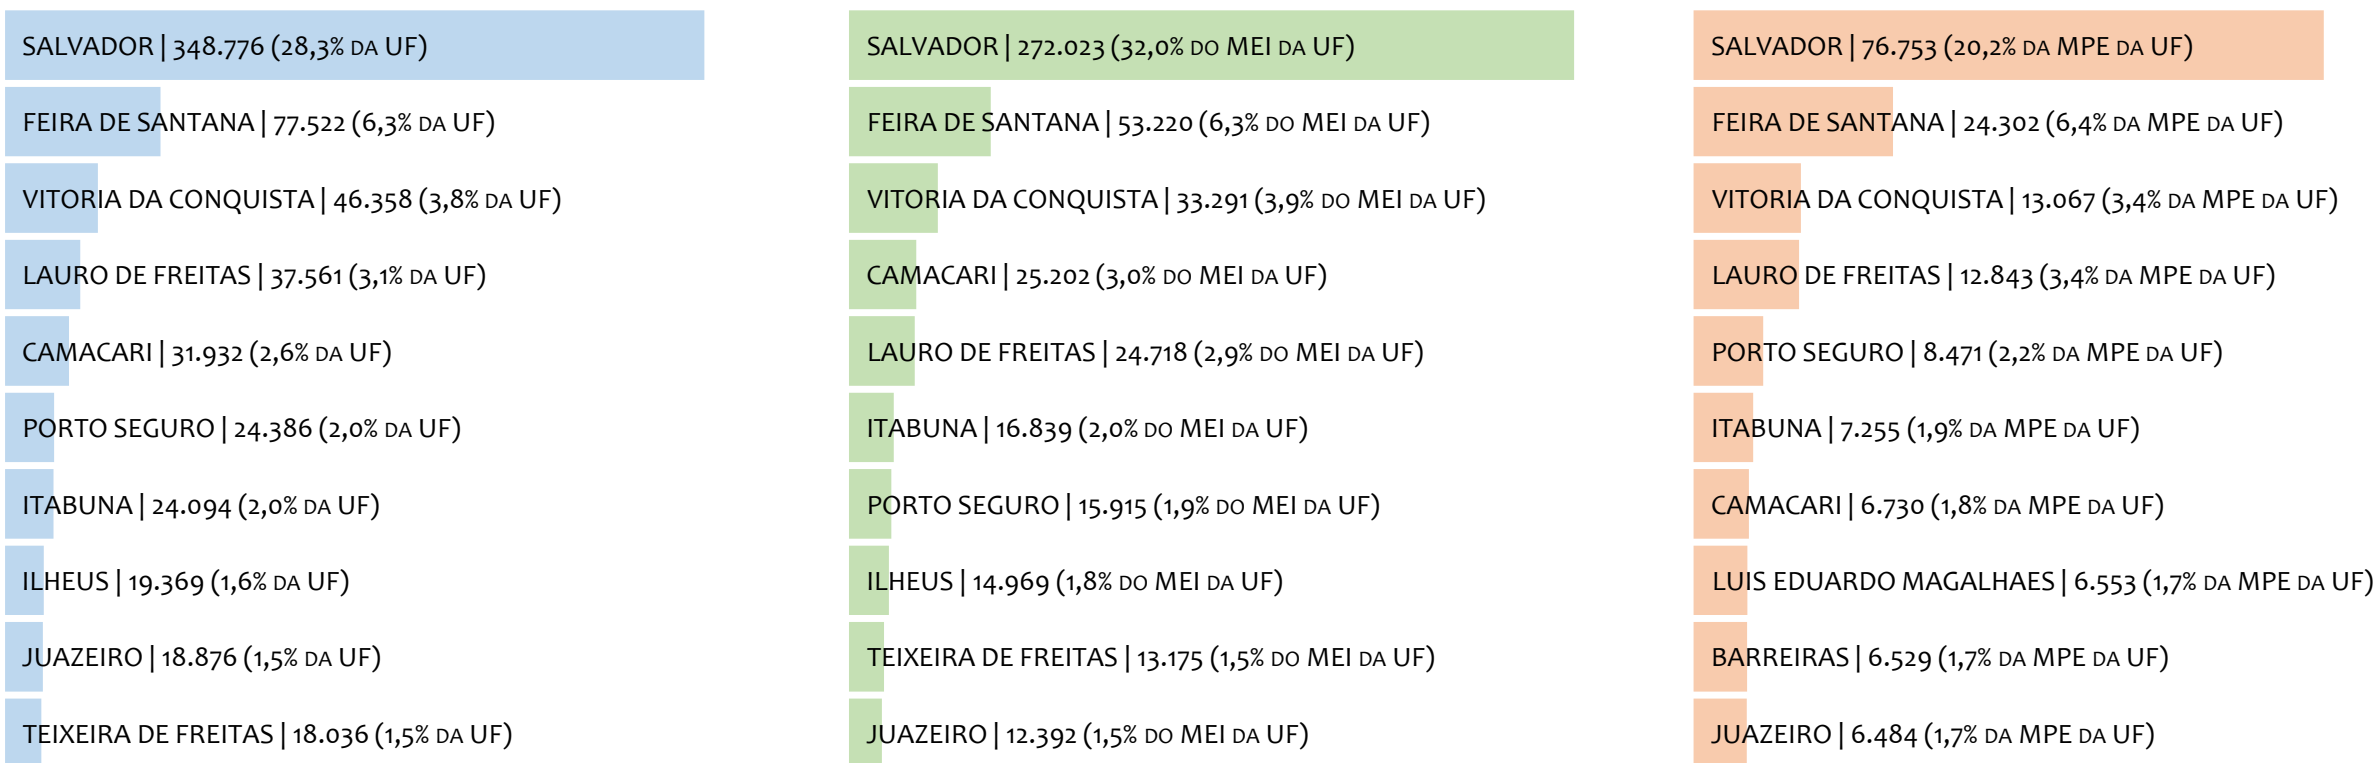 SALVADOR | 348.776 (28,3% DA UF)
FEIRA DE SANTANA | 77.522 (6,3% DA UF)
VITORIA DA CONQUISTA | 46.358 (3,8% DA UF)
LAURO DE FREITAS | 37.561 (3,1% DA UF)
CAMACARI | 31.932 (2,6% DA UF)
PORTO SEGURO | 24.386 (2,0% DA UF)
ITABUNA | 24.094 (2,0% DA UF)
ILHEUS | 19.369 (1,6% DA UF)
JUAZEIRO | 18.876 (1,5% DA UF)
TEIXEIRA DE FREITAS | 18.036 (1,5% DA UF)
SALVADOR | 272.023 (32,0% DO MEI DA UF)
FEIRA DE SANTANA | 53.220 (6,3% DO MEI DA UF)
VITORIA DA CONQUISTA | 33.291 (3,9% DO MEI DA UF)
CAMACARI | 25.202 (3,0% DO MEI DA UF)
LAURO DE FREITAS | 24.718 (2,9% DO MEI DA UF)
ITABUNA | 16.839 (2,0% DO MEI DA UF)
PORTO SEGURO | 15.915 (1,9% DO MEI DA UF)
ILHEUS | 14.969 (1,8% DO MEI DA UF)
TEIXEIRA DE FREITAS | 13.175 (1,5% DO MEI DA UF)
JUAZEIRO | 12.392 (1,5% DO MEI DA UF)
SALVADOR | 76.753 (20,2% DA MPE DA UF)
FEIRA DE SANTANA | 24.302 (6,4% DA MPE DA UF)
VITORIA DA CONQUISTA | 13.067 (3,4% DA MPE DA UF)
LAURO DE FREITAS | 12.843 (3,4% DA MPE DA UF)
PORTO SEGURO | 8.471 (2,2% DA MPE DA UF)
ITABUNA | 7.255 (1,9% DA MPE DA UF)
CAMACARI | 6.730 (1,8% DA MPE DA UF)
LUIS EDUARDO MAGALHAES | 6.553 (1,7% DA MPE DA UF)
BARREIRAS | 6.529 (1,7% DA MPE DA UF)
JUAZEIRO | 6.484 (1,7% DA MPE DA UF)